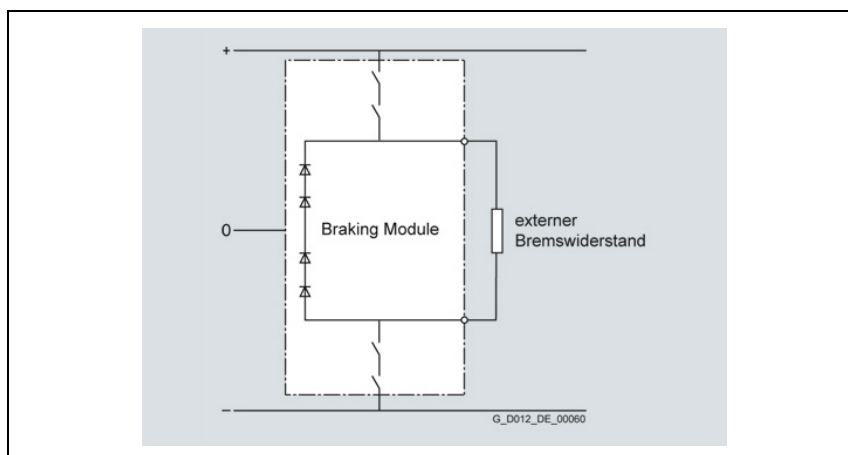 +
0
Braking Module
externer
Bremswiderstand
–
G_D012_DE_00060